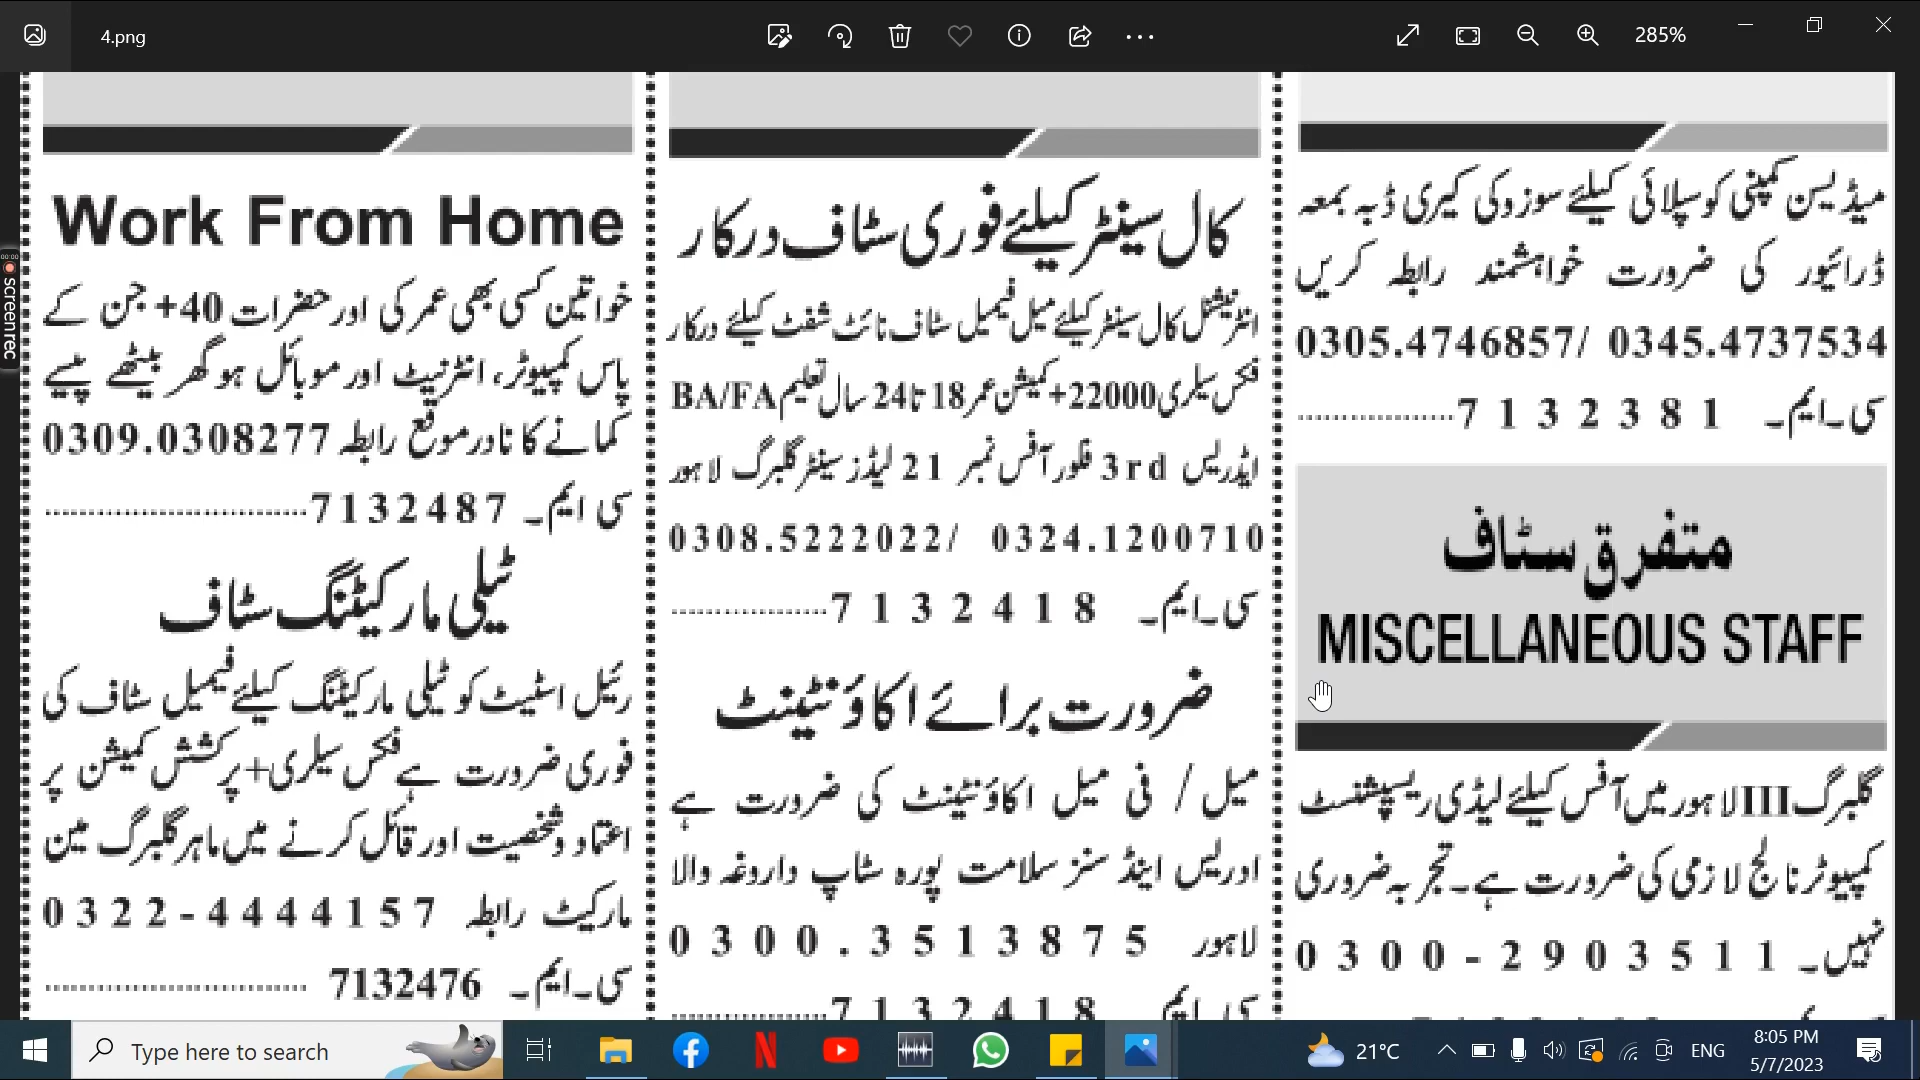 4.png
285%
Work From Home
خواتین کسی بھی عمر کی اور حضرات 40+ جن کے
پاس کمپیوٹر، انٹرنیٹ اور موبائل ہو گھر بیٹھے پیسے
کمانے کا نادر موقع رابطہ 0309.0308277
سی ایم۔ 7132487
ٹیلی مارکیٹنگ سٹاف
رئیل اسٹیٹ کو ٹیلی مارکیٹنگ کیلئے فیمیل سٹاف کی
فوری ضرورت ہے فکس سیلری+پرکشش کمیشن پر
اعتماد شخصیت اور قائل کرنے میں ماہر گلبرگ مین
مارکیٹ رابطہ 0322-4444157
سی۔ایم۔ 7132476
کال سینٹر کیلئے فوری سٹاف درکار
انٹرنیشنل کال سینٹر کیلئے میل فیمیل سٹاف نائٹ شفٹ کیلئے درکار
فکس سیلری 22000+کمیشن عمر 18 تا 24 سال تعلیم BA/FA
ایڈریس 3rd فلور آفس نمبر 21 لیڈز سینٹر گلبرگ لاہور
0308.5222022/ 0324.1200710
سی۔ایم۔ 7132418
ضرورت برائے اکاؤنٹینٹ
میل / فی میل اکاؤنٹینٹ کی ضرورت ہے
ادریس اینڈ سنز سلامت پورہ سٹاپ داروغہ والا
لاہور 0300.3513875
سی۔ایم 7132418
میڈیسن کمپنی کو سپلائی کیلئے سوزوکی کیری ڈبہ بمعہ
ڈرائیور کی ضرورت خواہشمند رابطہ کریں
0305.4746857/ 0345.4737534
سی۔ایم۔ 7132381
متفرق سٹاف
MISCELLANEOUS STAFF
گلبرگ III لاہور میں آفس کیلئے لیڈی ریسپشنسٹ
کمپیوٹر نالج لازمی کی ضرورت ہے۔ تجربہ ضروری
نہیں۔ 0300-2903511
00:00
screenrec
Type here to search
21°C
ENG
8:05 PM
5/7/2023